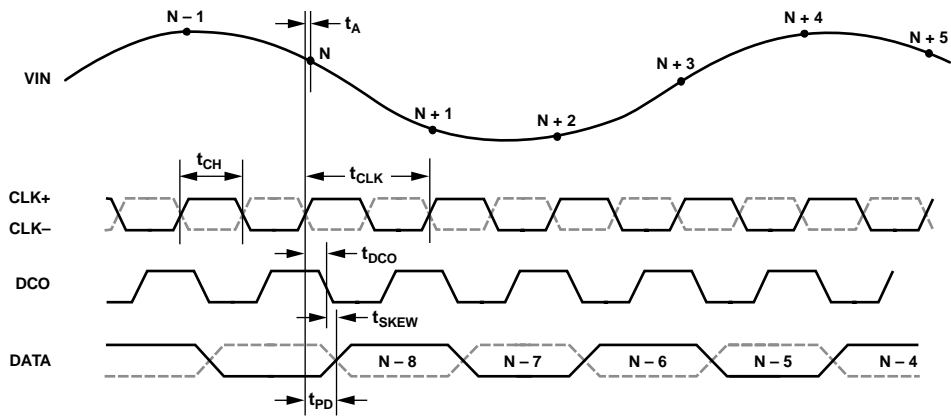 N – 1
t_A
N
N + 4
N + 5
N + 3
VIN
N + 1
N + 2
t_CH
t_CLK
CLK+
CLK–
t_DCO
DCO
t_SKEW
DATA
N – 8
N – 7
N – 6
N – 5
N – 4
t_PD